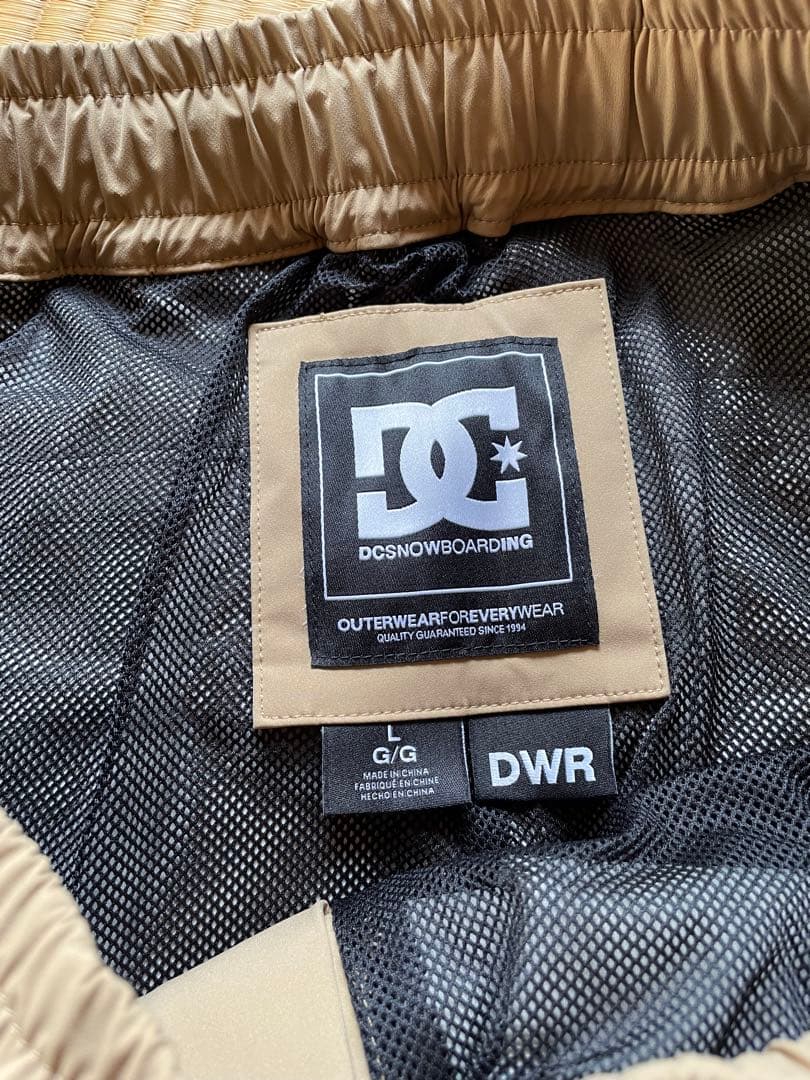 DC
DCSNOWBOARDING
OUTERWEARFOREVERYWEAR
QUALITY GUARANTEED SINCE 1994
L
G/G
MADE IN CHINA
FABRIQUÉ EN CHINE
HECHO EN CHINA
DWR